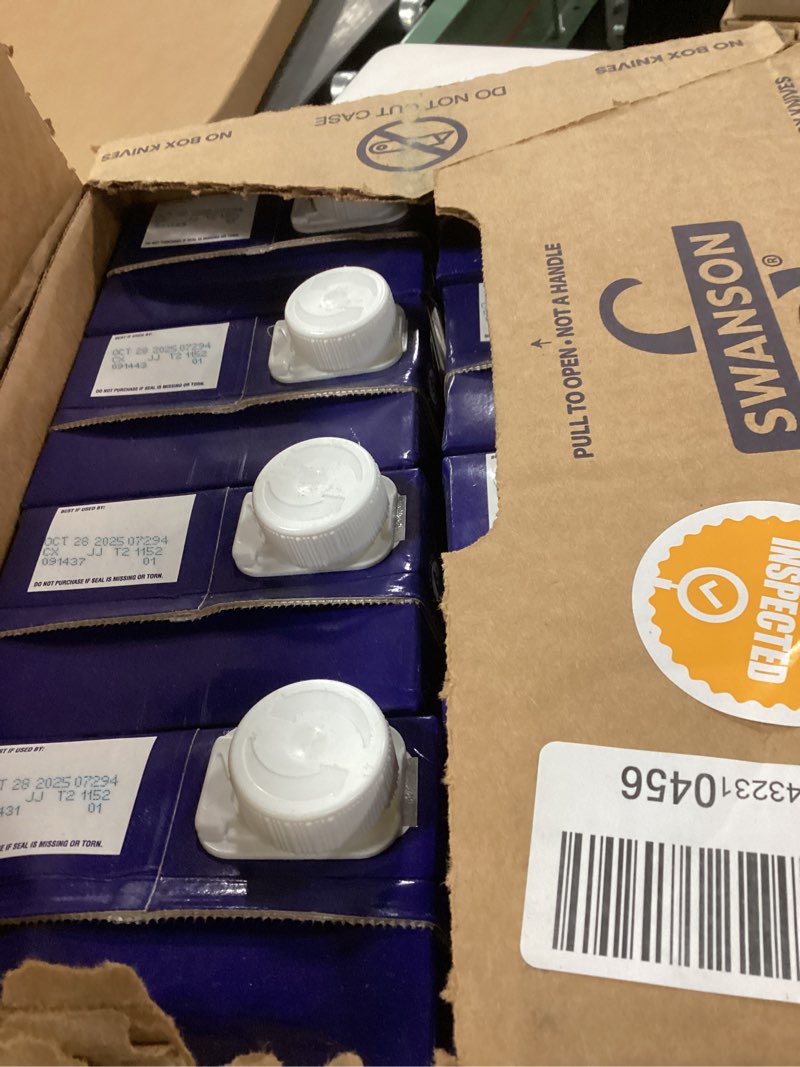 NO BOX KNIVES
DO NOT CUT CASE
NO BOX KNIVES
PULL TO OPEN • NOT A HANDLE
SWANSON®
INSPECTED
432310456
BEST IF USED BY:
OCT 28 2025 07294
CX JJ T2 1152
091443 01
DO NOT PURCHASE IF SEAL IS MISSING OR TORN.
BEST IF USED BY:
OCT 28 2025 07294
CX JJ T2 1152
091437 01
DO NOT PURCHASE IF SEAL IS MISSING OR TORN.
IF USED BY:
28 2025 07294
JJ T2 1152
431 01
E IF SEAL IS MISSING OR TORN.